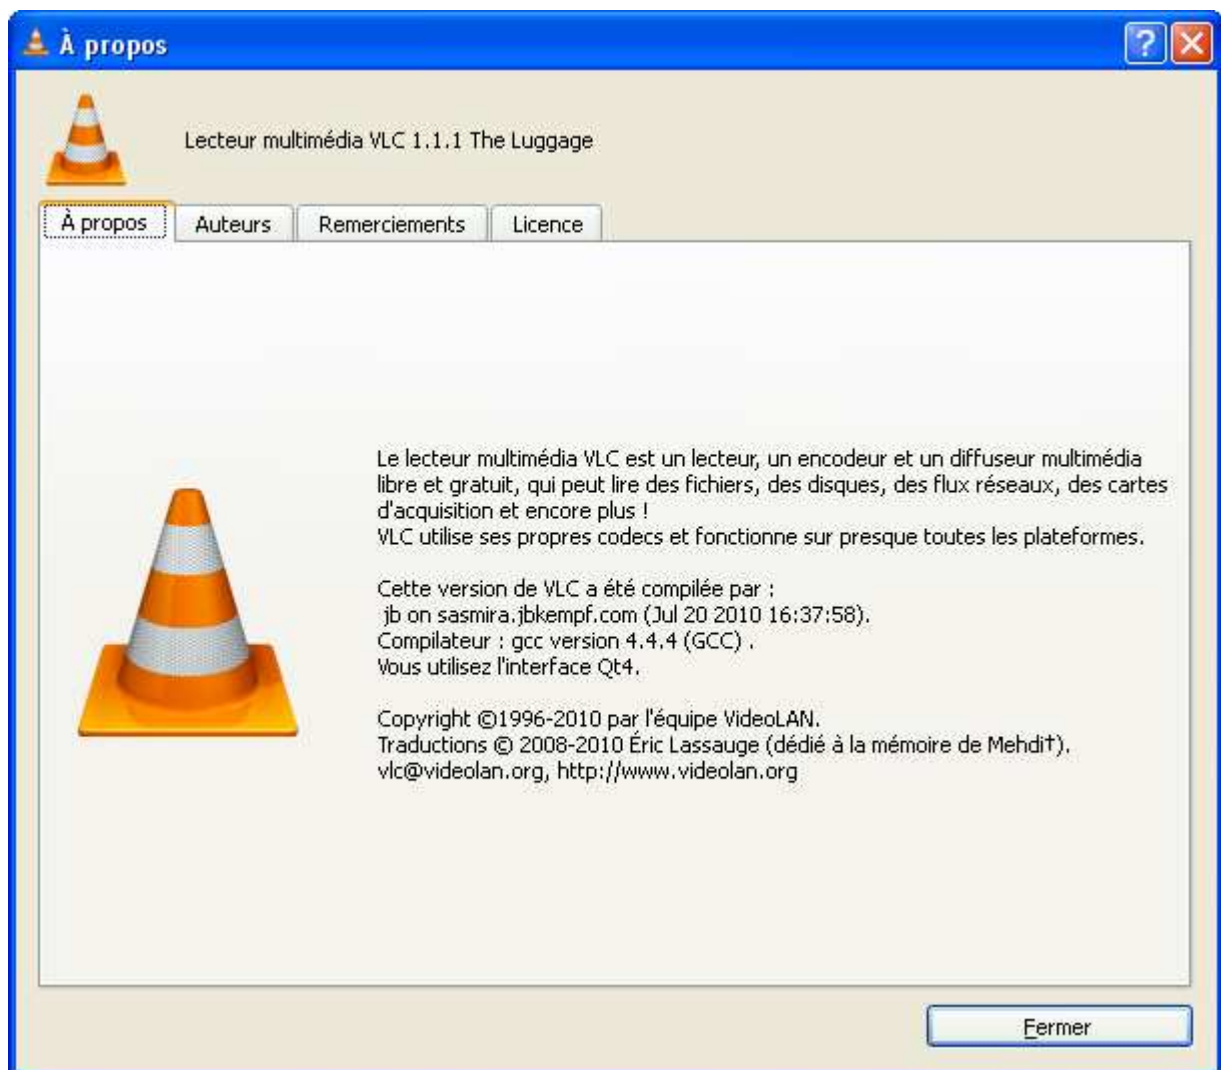 À propos
Lecteur multimédia VLC 1.1.1 The Luggage
À propos
Auteurs
Remerciements
Licence
Le lecteur multimédia VLC est un lecteur, un encodeur et un diffuseur multimédia
libre et gratuit, qui peut lire des fichiers, des disques, des flux réseaux, des cartes
d'acquisition et encore plus !
VLC utilise ses propres codecs et fonctionne sur presque toutes les plateformes.
Cette version de VLC a été compilée par :
jb on sasmira.jbkempf.com (Jul 20 2010 16:37:58).
Compilateur : gcc version 4.4.4 (GCC) .
Vous utilisez l'interface Qt4.
Copyright ©1996-2010 par l'équipe VideoLAN.
Traductions © 2008-2010 Éric Lassauge (dédié à la mémoire de Mehdi†).
vlc@videolan.org, http://www.videolan.org
Fermer